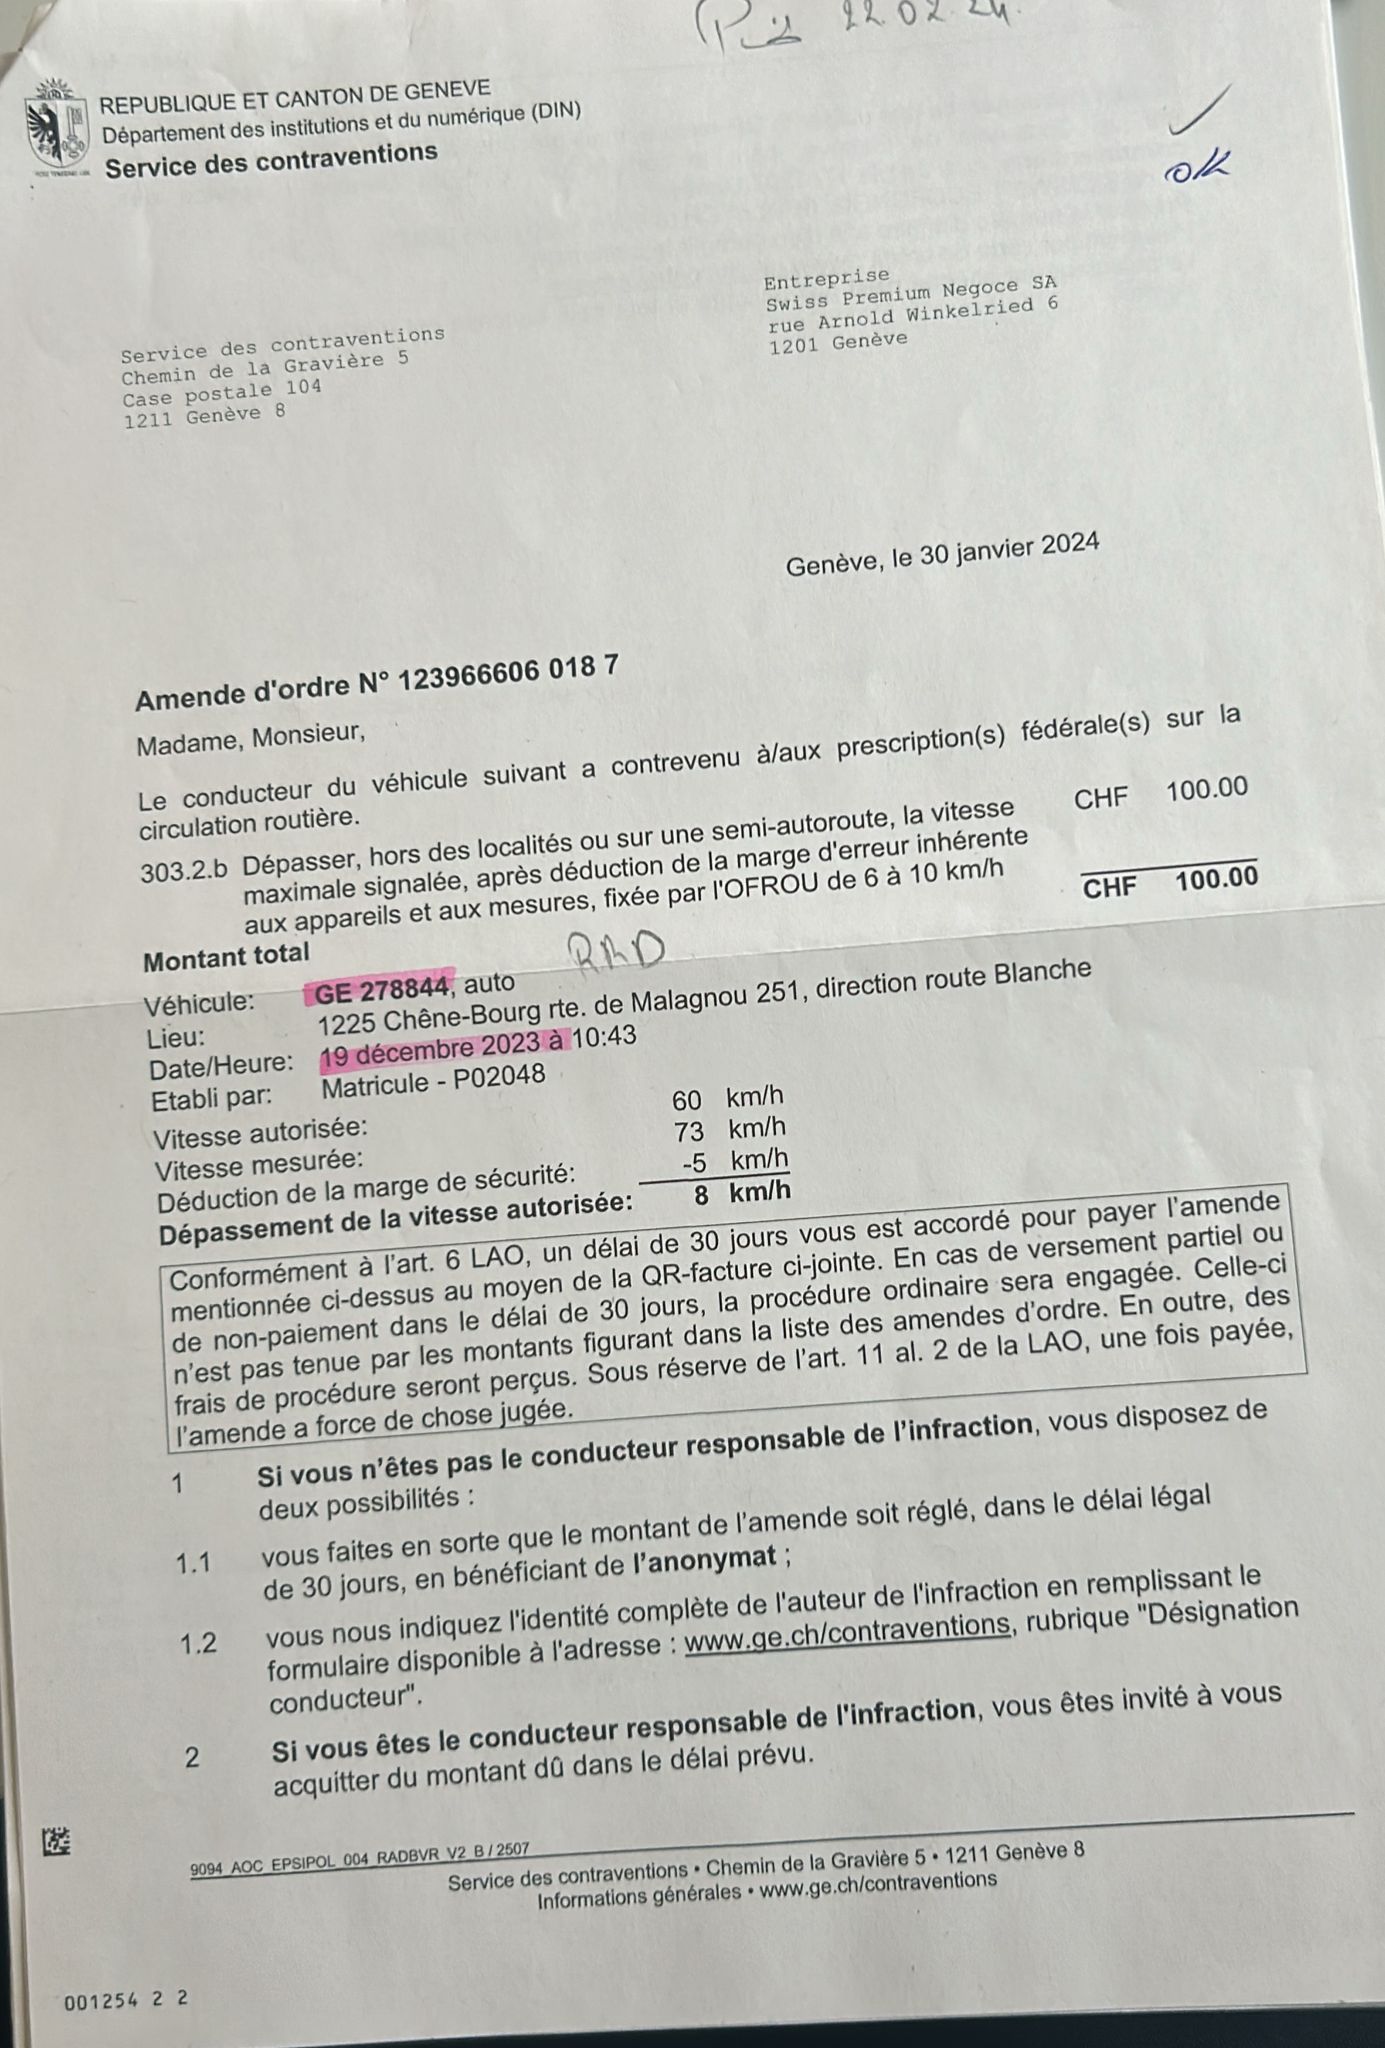 22.02.24.
REPUBLIQUE ET CANTON DE GENEVE
Département des institutions et du numérique (DIN)
Service des contraventions
ok
Entreprise
Swiss Premium Negoce SA
rue Arnold Winkelried 6
1201 Genève
Service des contraventions
Chemin de la Gravière 5
Case postale 104
1211 Genève 8
Genève, le 30 janvier 2024
Amende d'ordre N° 123966606 018 7
Madame, Monsieur,
Le conducteur du véhicule suivant a contrevenu à/aux prescription(s) fédérale(s) sur la
circulation routière.
303.2.b Dépasser, hors des localités ou sur une semi-autoroute, la vitesse CHF 100.00
maximale signalée, après déduction de la marge d'erreur inhérente
aux appareils et aux mesures, fixée par l'OFROU de 6 à 10 km/h
Montant total CHF 100.00
Véhicule: GE 278844, auto
Lieu: 1225 Chêne-Bourg rte. de Malagnou 251, direction route Blanche
Date/Heure: 19 décembre 2023 à 10:43
Etabli par: Matricule - P02048
Vitesse autorisée: 60 km/h
Vitesse mesurée: 73 km/h
Déduction de la marge de sécurité: -5 km/h
Dépassement de la vitesse autorisée: 8 km/h
Conformément à l'art. 6 LAO, un délai de 30 jours vous est accordé pour payer l'amende
mentionnée ci-dessus au moyen de la QR-facture ci-jointe. En cas de versement partiel ou
de non-paiement dans le délai de 30 jours, la procédure ordinaire sera engagée. Celle-ci
n'est pas tenue par les montants figurant dans la liste des amendes d'ordre. En outre, des
frais de procédure seront perçus. Sous réserve de l'art. 11 al. 2 de la LAO, une fois payée,
l'amende a force de chose jugée.
1 Si vous n'êtes pas le conducteur responsable de l'infraction, vous disposez de
deux possibilités :
1.1 vous faites en sorte que le montant de l'amende soit réglé, dans le délai légal
de 30 jours, en bénéficiant de l'anonymat ;
1.2 vous nous indiquez l'identité complète de l'auteur de l'infraction en remplissant le
formulaire disponible à l'adresse : www.ge.ch/contraventions, rubrique "Désignation
conducteur".
2 Si vous êtes le conducteur responsable de l'infraction, vous êtes invité à vous
acquitter du montant dû dans le délai prévu.
9094_AOC_EPSIPOL_004_RADBVR_V2_B / 2507
Service des contraventions • Chemin de la Gravière 5 • 1211 Genève 8
Informations générales • www.ge.ch/contraventions
001254 2 2